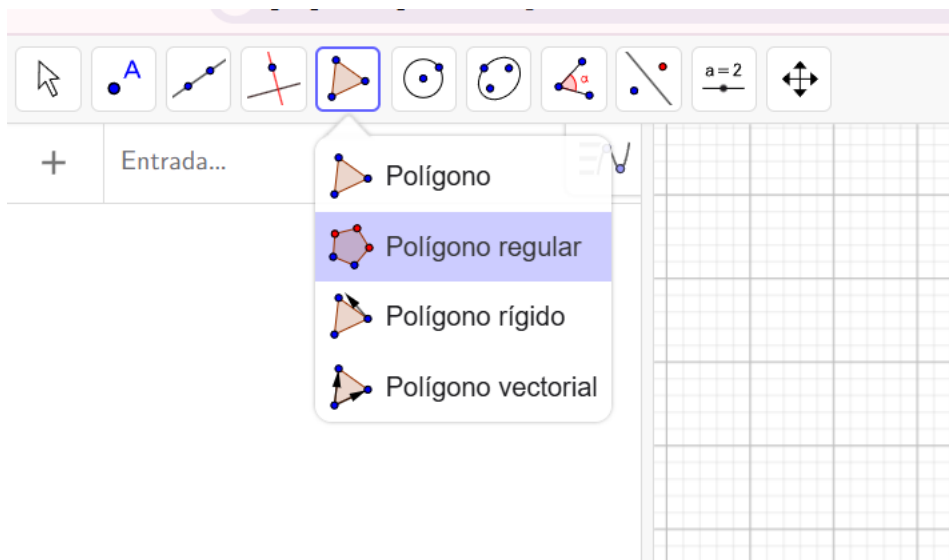 A
α
a=2
Entrada...
Polígono
Polígono regular
Polígono rígido
Polígono vectorial